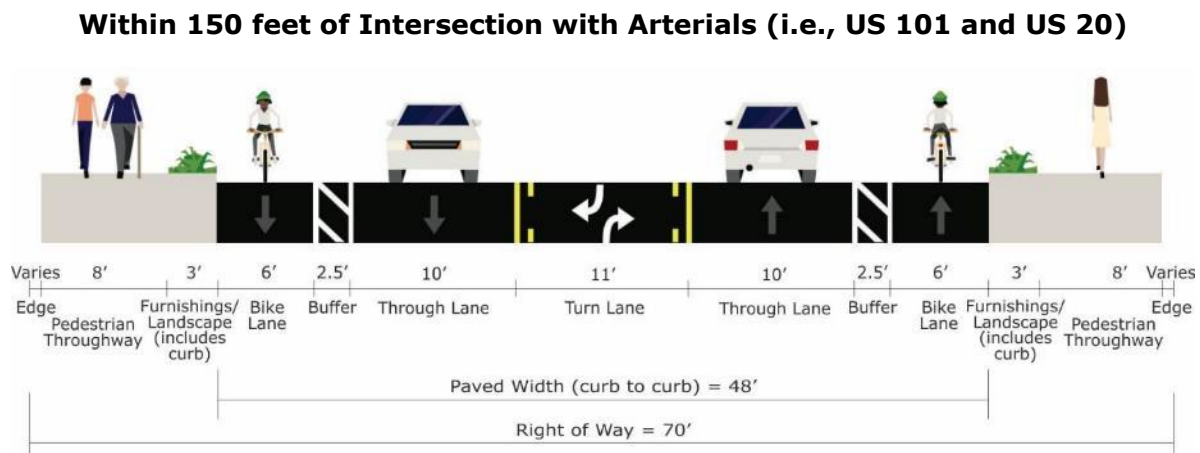 Within 150 feet of Intersection with Arterials (i.e., US 101 and US 20)
Varies 8' 3' 6' 2.5' 10' 11' 10' 2.5' 6' 3' 8' Varies
Edge Pedestrian Throughway Furnishings/ Landscape (includes curb) Bike Lane Buffer Through Lane Turn Lane Through Lane Buffer Bike Lane Furnishings/ Landscape (includes curb) Pedestrian Throughway Edge
Paved Width (curb to curb) = 48'
Right of Way = 70'